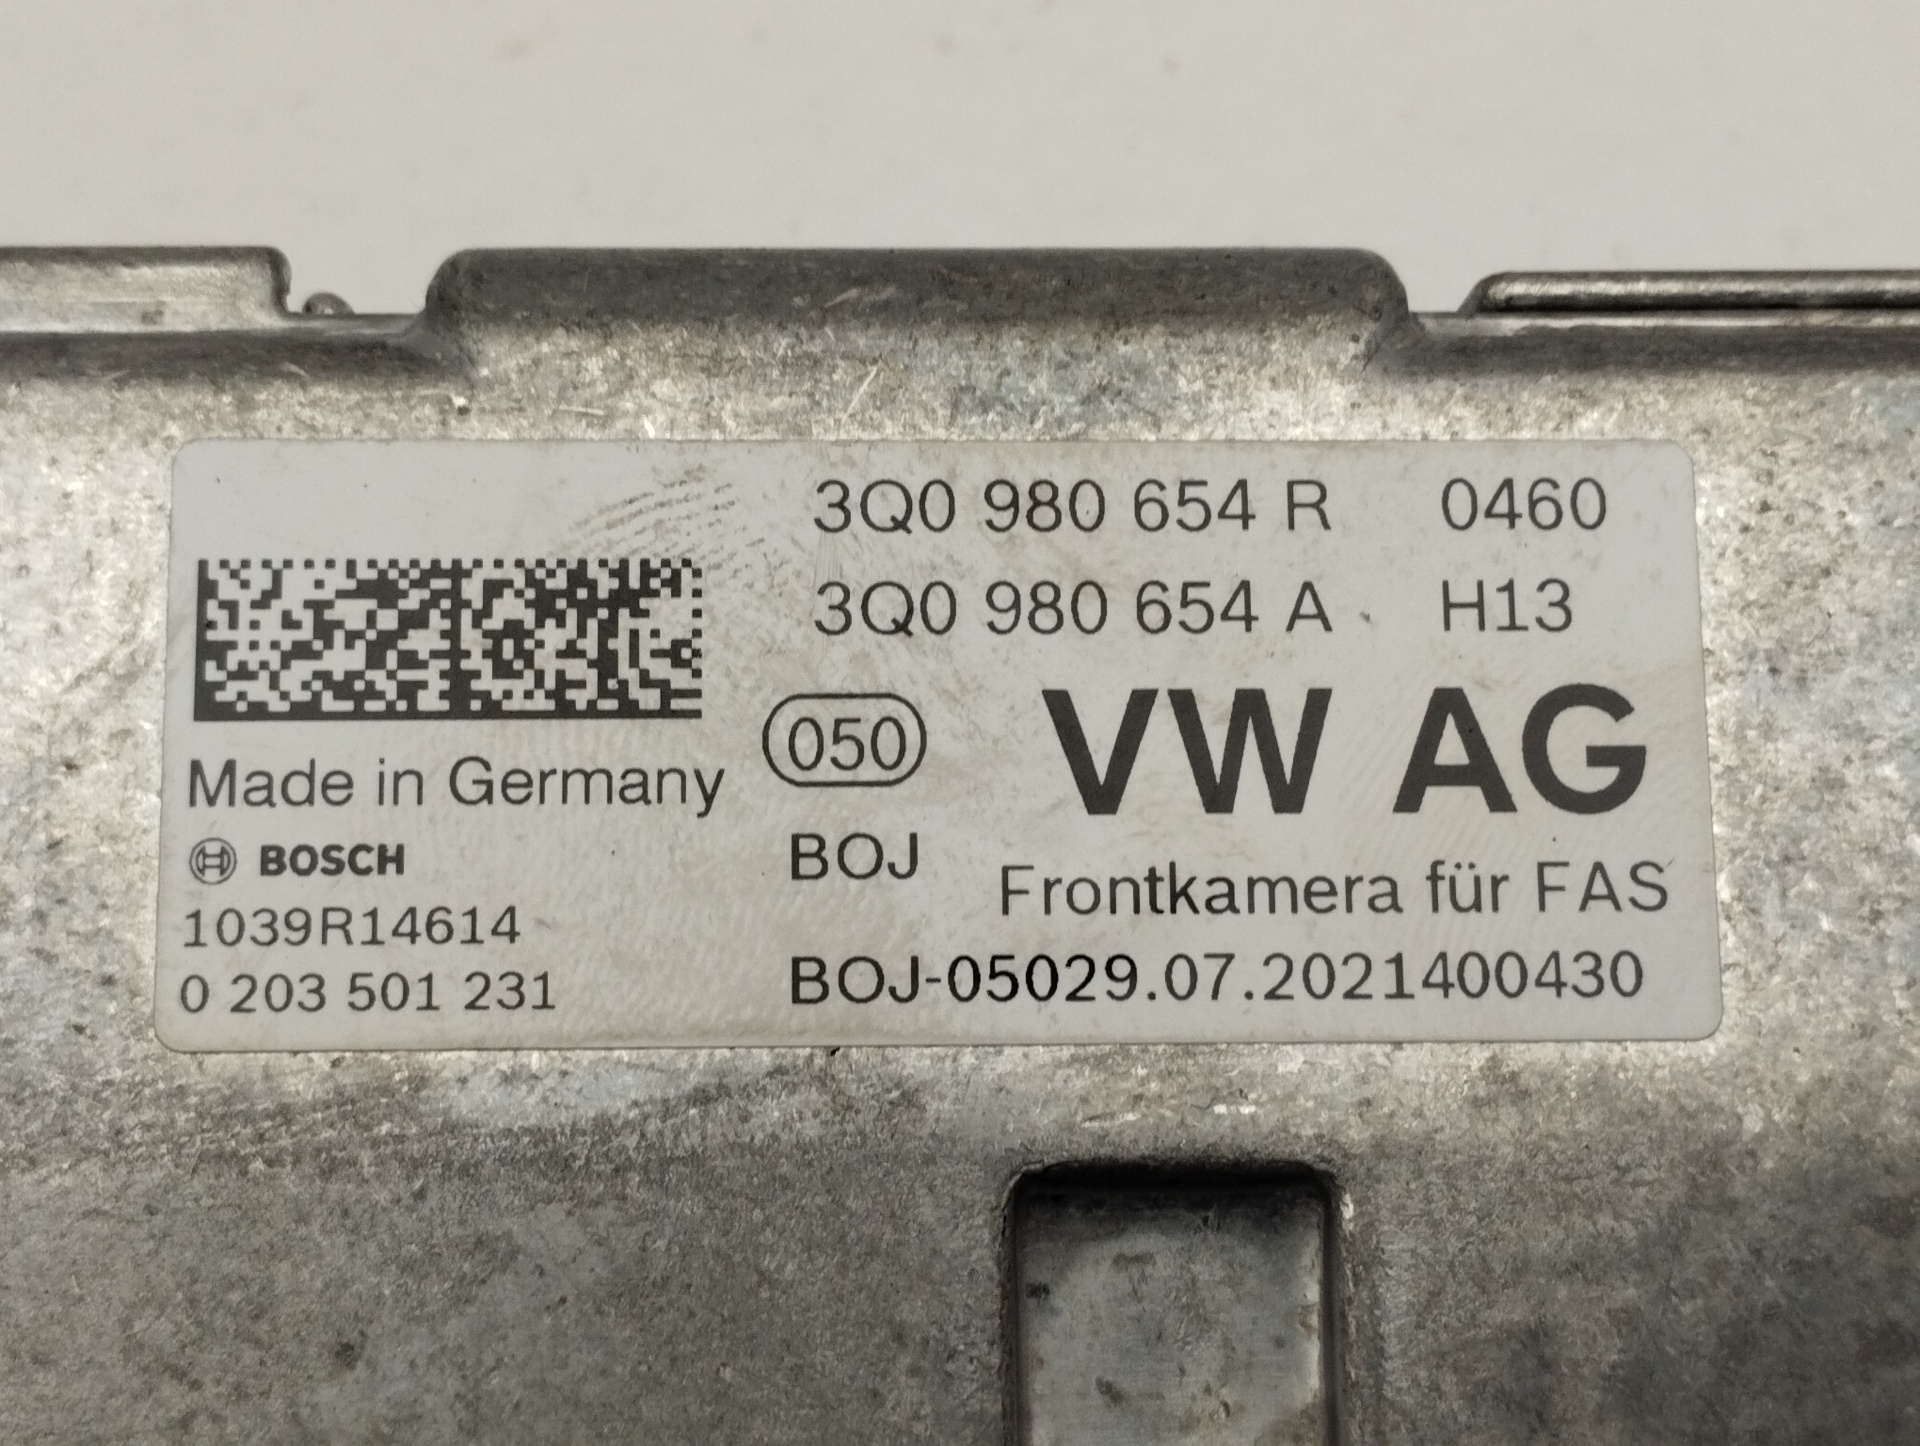 3Q0 980 654 R 0460
3Q0 980 654 A H13
050 VW AG
Made in Germany
BOSCH BOJ
Frontkamera für FAS
1039R14614
0 203 501 231 BOJ-05029.07.2021400430